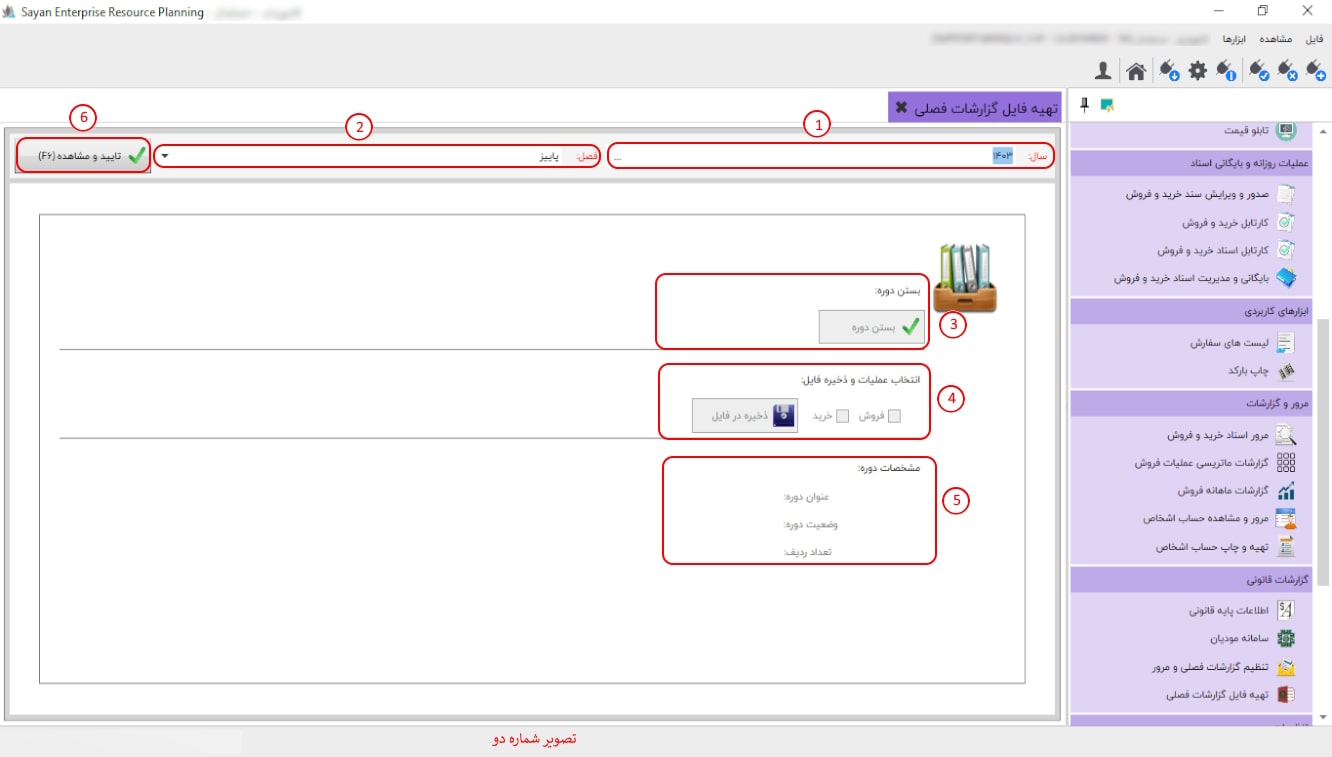 Sayan Enterprise Resource Planning
فایل مشاهده ابزارها
تهیه فایل گزارشات فصلی
1
2
6
سال: ۱۴۰۳ ...
فصل: پاییز
تایید و مشاهده (F۶)
بستن دوره:
بستن دوره
3
انتخاب عملیات و ذخیره فایل:
فروش خرید ذخیره در فایل
4
مشخصات دوره:
عنوان دوره:
وضعیت دوره:
تعداد ردیف:
5
تابلو قیمت
عملیات روزانه و بایگانی اسناد
صدور و ویرایش سند خرید و فروش
کارتابل خرید و فروش
کارتابل اسناد خرید و فروش
بایگانی و مدیریت اسناد خرید و فروش
ابزارهای کاربردی
لیست های سفارش
چاپ بارکد
مرور و گزارشات
مرور اسناد خرید و فروش
گزارشات ماتریسی عملیات فروش
گزارشات ماهانه فروش
مرور و مشاهده حساب اشخاص
تهیه و چاپ حساب اشخاص
گزارشات قانونی
اطلاعات پایه قانونی
سامانه مودیان
تنظیم گزارشات فصلی و مرور
تهیه فایل گزارشات فصلی
تصویر شماره دو